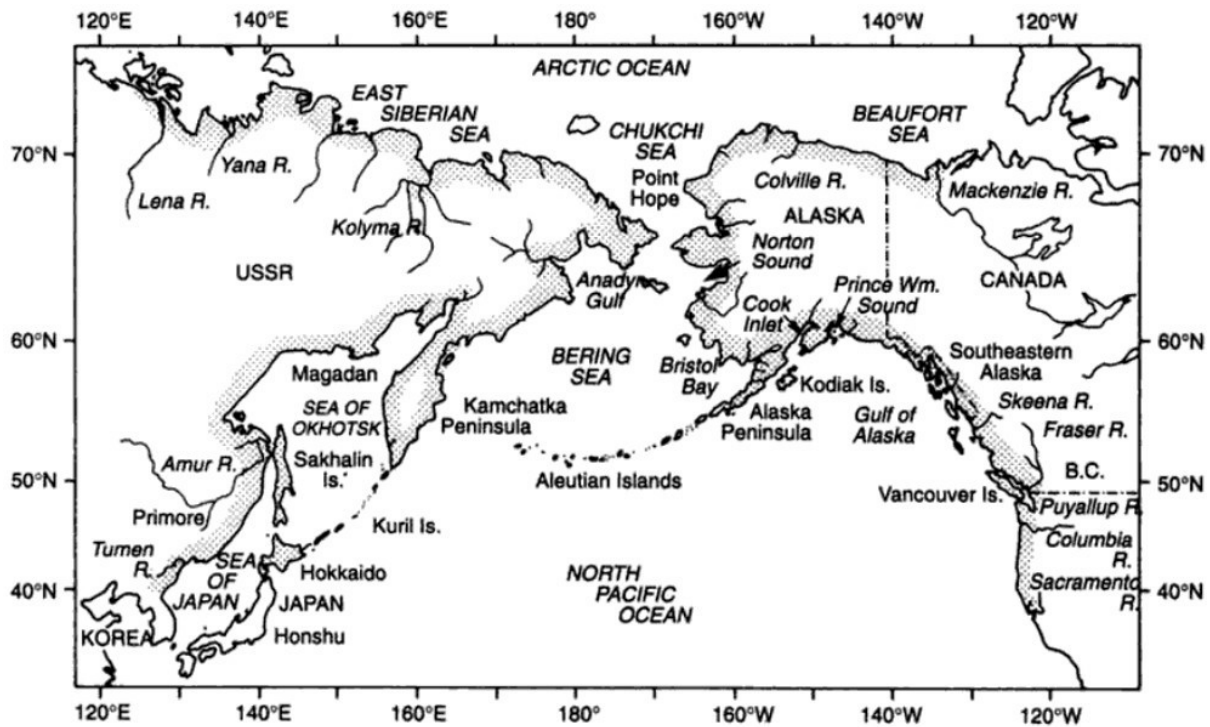 120°E 140°E 160°E 180° 160°W 140°W 120°W
ARCTIC OCEAN
EAST
SIBERIAN
SEA
CHUKCHI
SEA
BEAUFORT
SEA
70°N
70°N
Yana R.
Lena R.
Kolyma R.
Point
Hope
Colville R.
Mackenzie R.
ALASKA
USSR
Anadyr
Gulf
Norton
Sound
CANADA
Prince Wm.
Sound
Cook
Inlet
60°N
60°N
Magadan
BERING
SEA
Bristol
Bay
Kodiak Is.
Southeastern
Alaska
SEA OF
OKHOTSK
Kamchatka
Peninsula
Alaska
Peninsula
Gulf of
Alaska
Skeena R.
Fraser R.
Amur R.
Sakhalin
Is.
Aleutian Islands
B.C.
50°N
50°N
Vancouver Is.
Primore
Kuril Is.
Puyallup R.
Tumen
R.
SEA
OF
JAPAN
Hokkaido
Columbia
R.
40°N
40°N
NORTH
PACIFIC
OCEAN
Sacramento
R.
KOREA
JAPAN
Honshu
120°E 140°E 160°E 180° 160°W 140°W 120°W